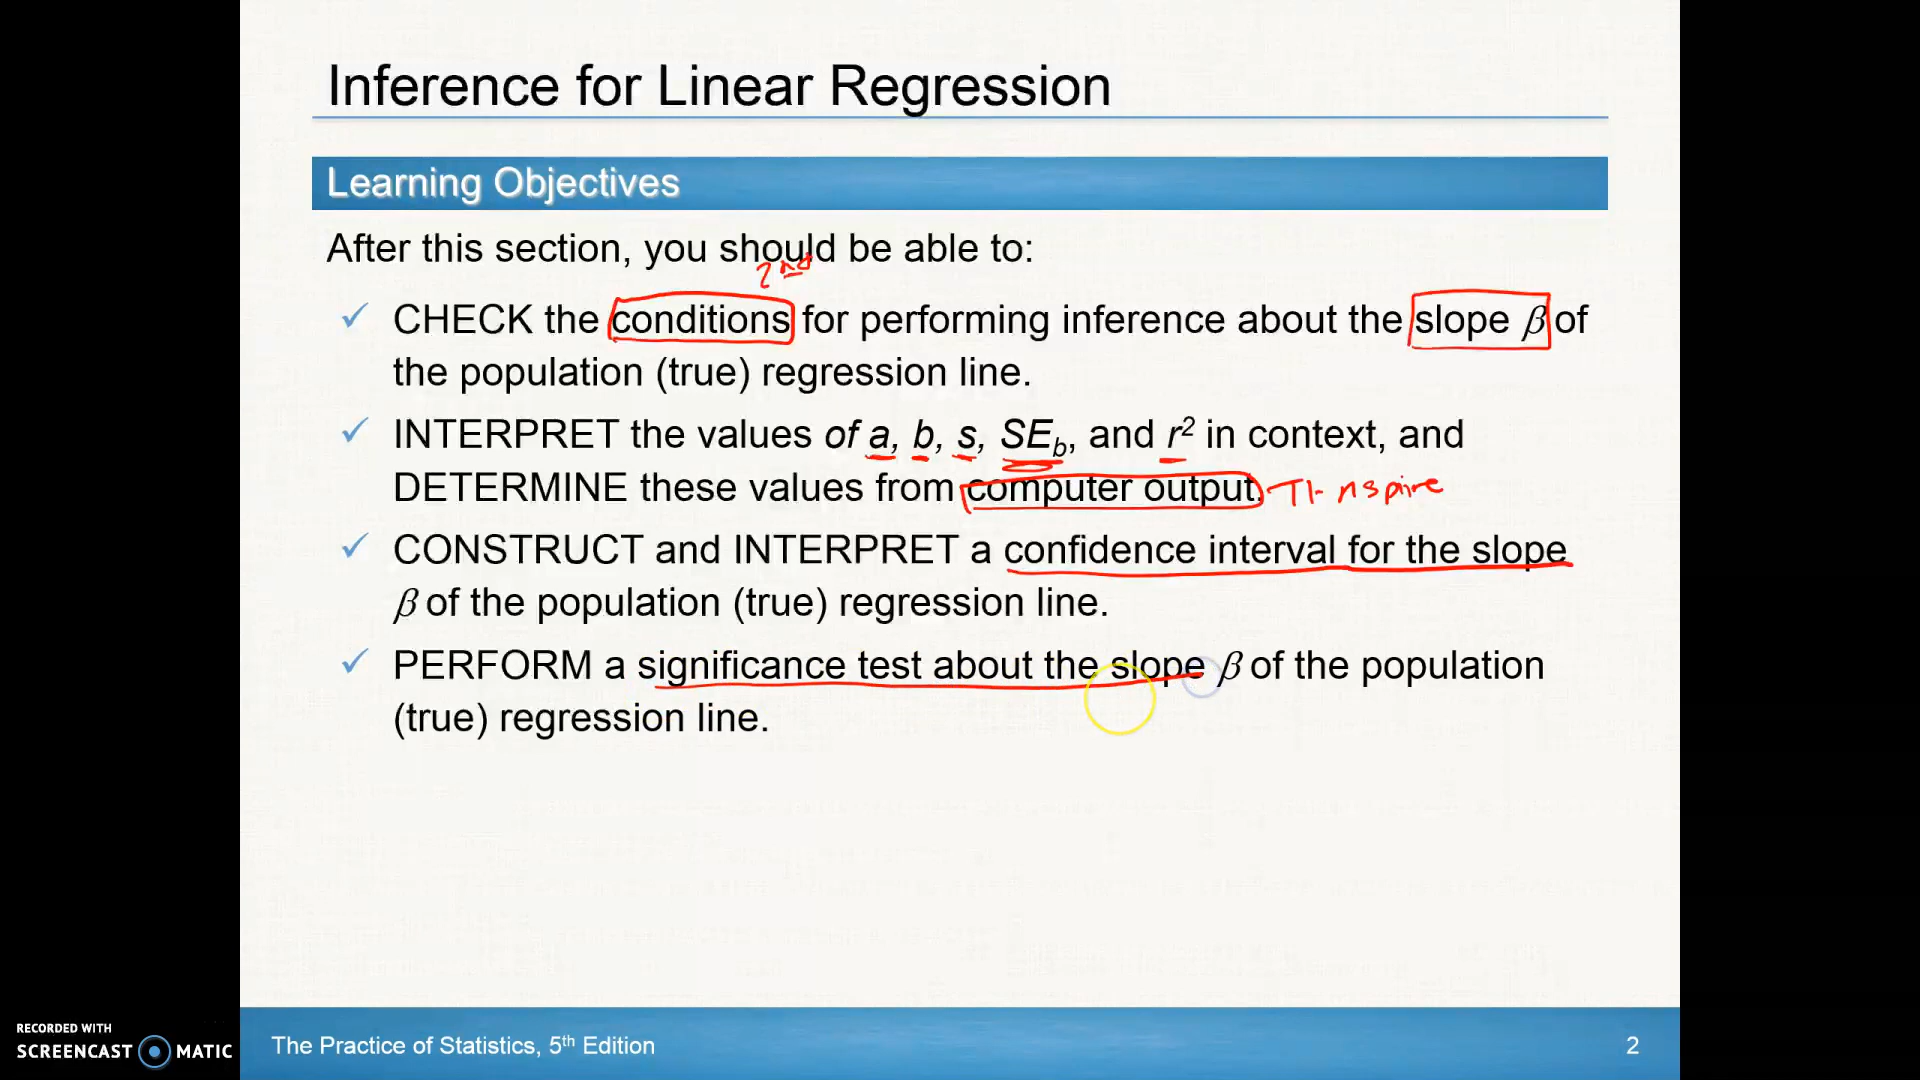 Inference for Linear Regression
Learning Objectives
After this section, you should be able to:
2nd
✓ CHECK the conditions for performing inference about the slope β of
the population (true) regression line.
✓ INTERPRET the values of a, b, s, SEb, and r² in context, and
DETERMINE these values from computer output. TI-nspire
✓ CONSTRUCT and INTERPRET a confidence interval for the slope
β of the population (true) regression line.
✓ PERFORM a significance test about the slope β of the population
(true) regression line.
RECORDED WITH
SCREENCAST MATIC
The Practice of Statistics, 5th Edition
2